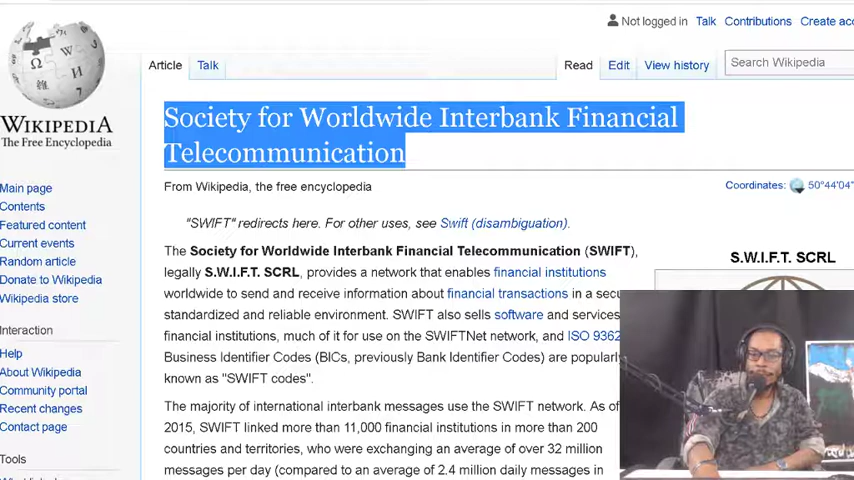 Not logged in Talk Contributions Create acc
Article Talk Read Edit View history Search Wikipedia
WIKIPEDIA
The Free Encyclopedia
Society for Worldwide Interbank Financial
Telecommunication
From Wikipedia, the free encyclopedia
Coordinates: 50°44′04″
"SWIFT" redirects here. For other uses, see Swift (disambiguation).
The Society for Worldwide Interbank Financial Telecommunication (SWIFT),
legally S.W.I.F.T. SCRL, provides a network that enables financial institutions
worldwide to send and receive information about financial transactions in a secu
standardized and reliable environment. SWIFT also sells software and services
financial institutions, much of it for use on the SWIFTNet network, and ISO 9362
Business Identifier Codes (BICs, previously Bank Identifier Codes) are popularl
known as "SWIFT codes".
The majority of international interbank messages use the SWIFT network. As of
2015, SWIFT linked more than 11,000 financial institutions in more than 200
countries and territories, who were exchanging an average of over 32 million
messages per day (compared to an average of 2.4 million daily messages in
S.W.I.F.T. SCRL
Main page
Contents
Featured content
Current events
Random article
Donate to Wikipedia
Wikipedia store
Interaction
Help
About Wikipedia
Community portal
Recent changes
Contact page
Tools